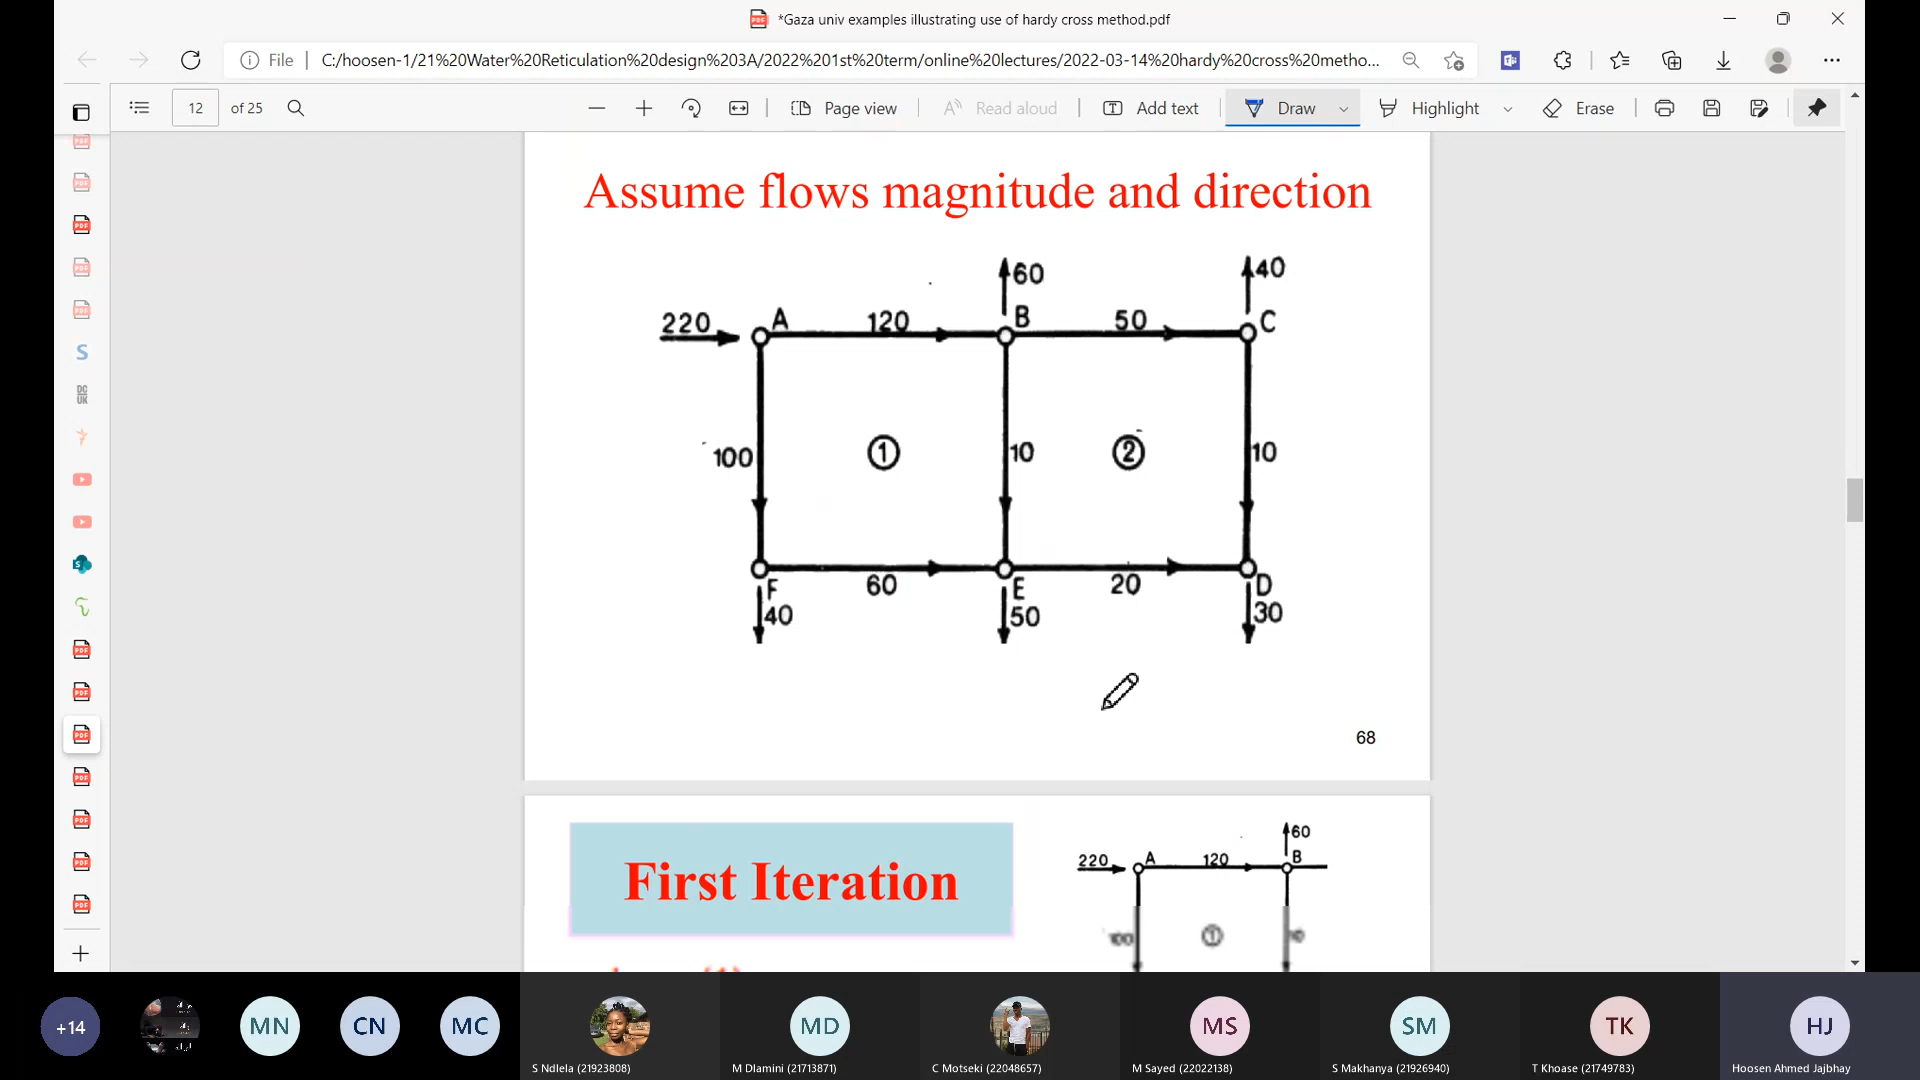 *Gaza univ examples illustrating use of hardy cross method.pdf
File C:/hoosen-1/21%20Water%20Reticulation%20design%203A/2022%201st%20term/online%20lectures/2022-03-14%20hardy%20cross%20metho...
12 of 25 Page view Read aloud Add text Draw Highlight Erase
Assume flows magnitude and direction
60 40
220 A 120 B 50 C
100 1 10 2 10
F 60 E 20 D
40 50 30
68
First Iteration
60
220 A 120 B
100 1 10
+14 MN CN MC MD MS SM TK HJ
S Ndlela (21923808) M Dlamini (21713871) C Motseki (22048657) M Sayed (22022138) S Makhanya (21926940) T Khoase (21749783) Hoosen Ahmed Jajbhay